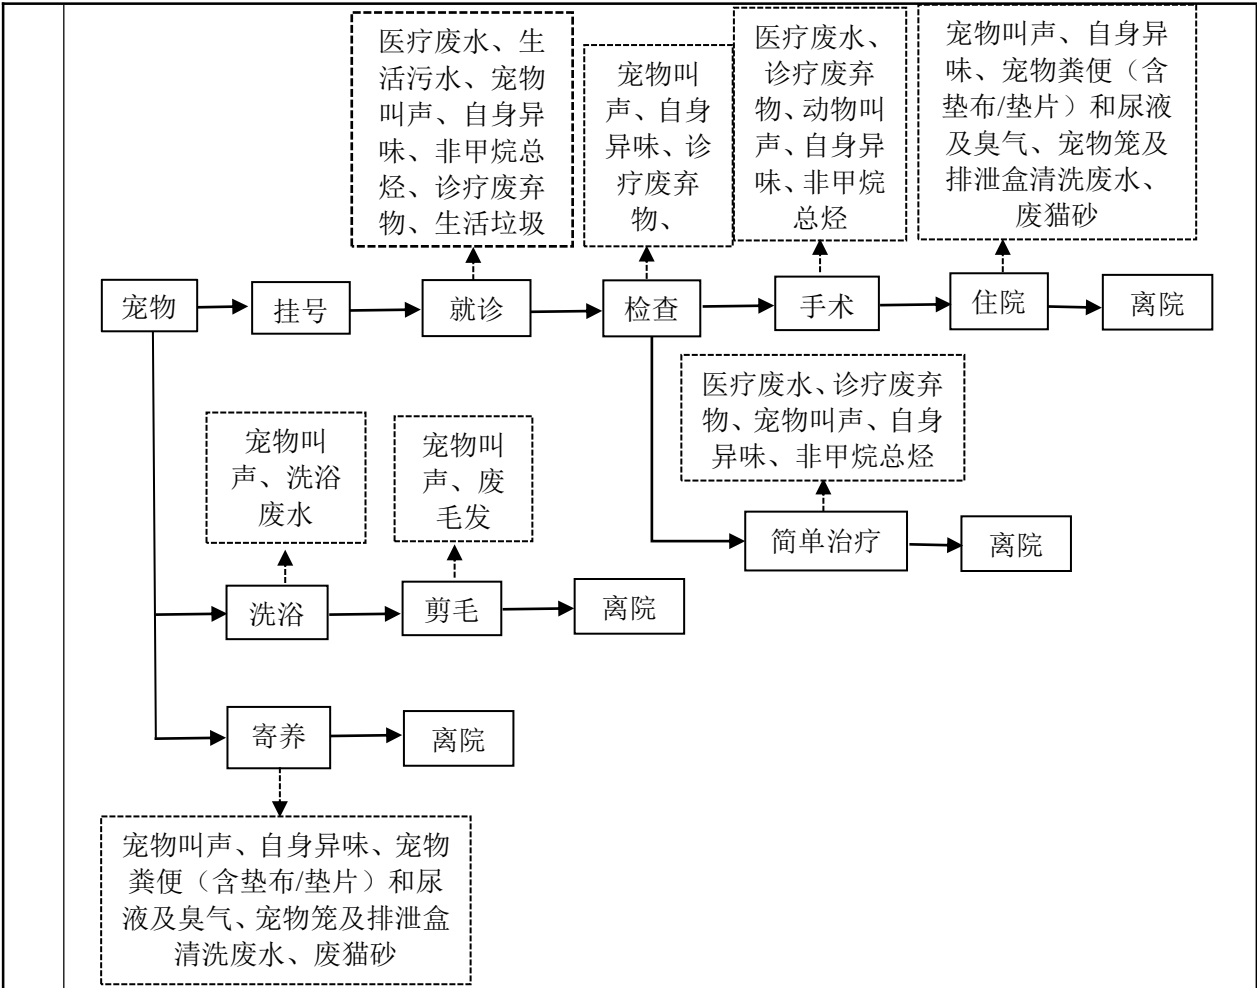 医疗废水、生
活污水、宠物
叫声、自身异
味、非甲烷总
烃、诊疗废弃
物、生活垃圾
宠物叫
声、自身
异味、诊
疗废弃
物、
医疗废水、
诊疗废弃
物、动物叫
声、自身异
味、非甲烷
总烃
宠物叫声、自身异
味、宠物粪便（含
垫布/垫片）和尿液
及臭气、宠物笼及
排泄盒清洗废水、
废猫砂
宠物
挂号
就诊
检查
手术
住院
离院
医疗废水、诊疗废弃
物、宠物叫声、自身
异味、非甲烷总烃
简单治疗
离院
宠物叫
声、洗浴
废水
宠物叫
声、废
毛发
洗浴
剪毛
离院
寄养
离院
宠物叫声、自身异味、宠物
粪便（含垫布/垫片）和尿
液及臭气、宠物笼及排泄盒
清洗废水、废猫砂